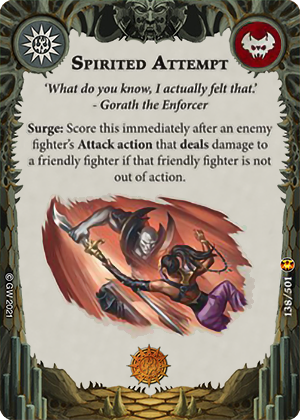 Spirited Attempt
‘What do you know, I actually felt that.’
- Gorath the Enforcer
Surge: Score this immediately after an enemy
fighter’s Attack action that deals damage to
a friendly fighter if that friendly fighter is not
out of action.
© GW 2021
138/501